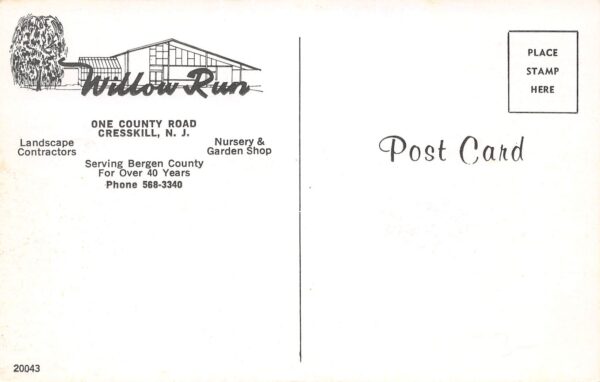 Willow Run
ONE COUNTY ROAD
CRESSKILL, N. J.
Landscape
Contractors
Nursery &
Garden Shop
Serving Bergen County
For Over 40 Years
Phone 568-3340
20043
PLACE
STAMP
HERE
Post Card